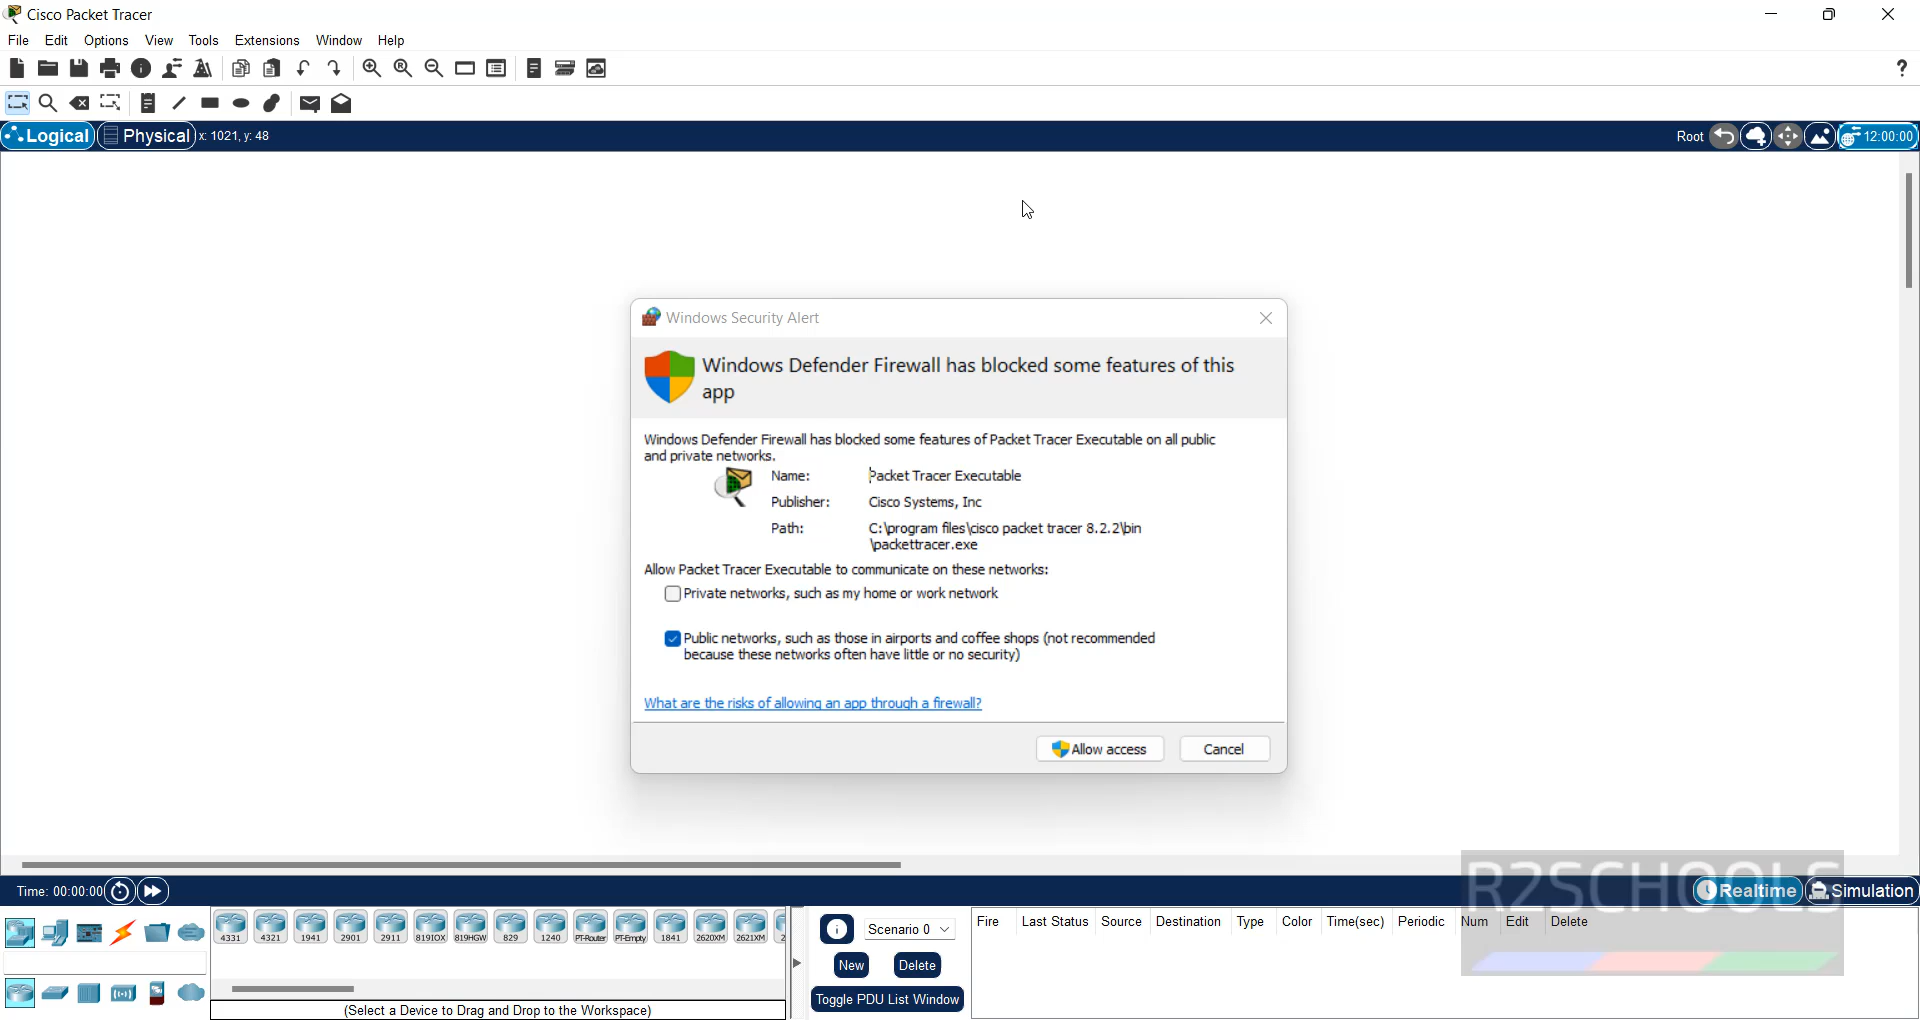 Cisco Packet Tracer
File Edit Options View Tools Extensions Window Help
Logical Physical x: 1021, y: 48 Root 12:00:00
Windows Security Alert
Windows Defender Firewall has blocked some features of this
app
Windows Defender Firewall has blocked some features of Packet Tracer Executable on all public
and private networks.
Name: Packet Tracer Executable
Publisher: Cisco Systems, Inc
Path: C:\program files\cisco packet tracer 8.2.2\bin
\packettracer.exe
Allow Packet Tracer Executable to communicate on these networks:
Private networks, such as my home or work network
Public networks, such as those in airports and coffee shops (not recommended
because these networks often have little or no security)
What are the risks of allowing an app through a firewall?
Allow access Cancel
R2SCHOOLS
Time: 00:00:00 Realtime Simulation
4331 4321 1941 2901 2911 819IOX 819HGW 829 1240 PT-Router PT-Empty 1841 2620XM 2621XM 2
Scenario 0
New Delete
Toggle PDU List Window
Fire Last Status Source Destination Type Color Time(sec) Periodic Num Edit Delete
(Select a Device to Drag and Drop to the Workspace)